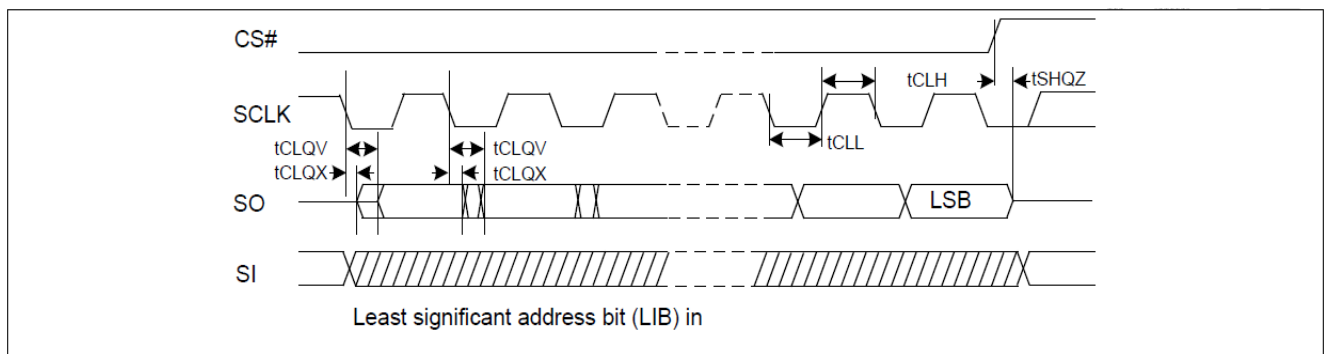 CS#
tCLH
tSHQZ
SCLK
tCLQV
tCLQV
tCLL
tCLQX
tCLQX
SO
LSB
SI
Least significant address bit (LIB) in